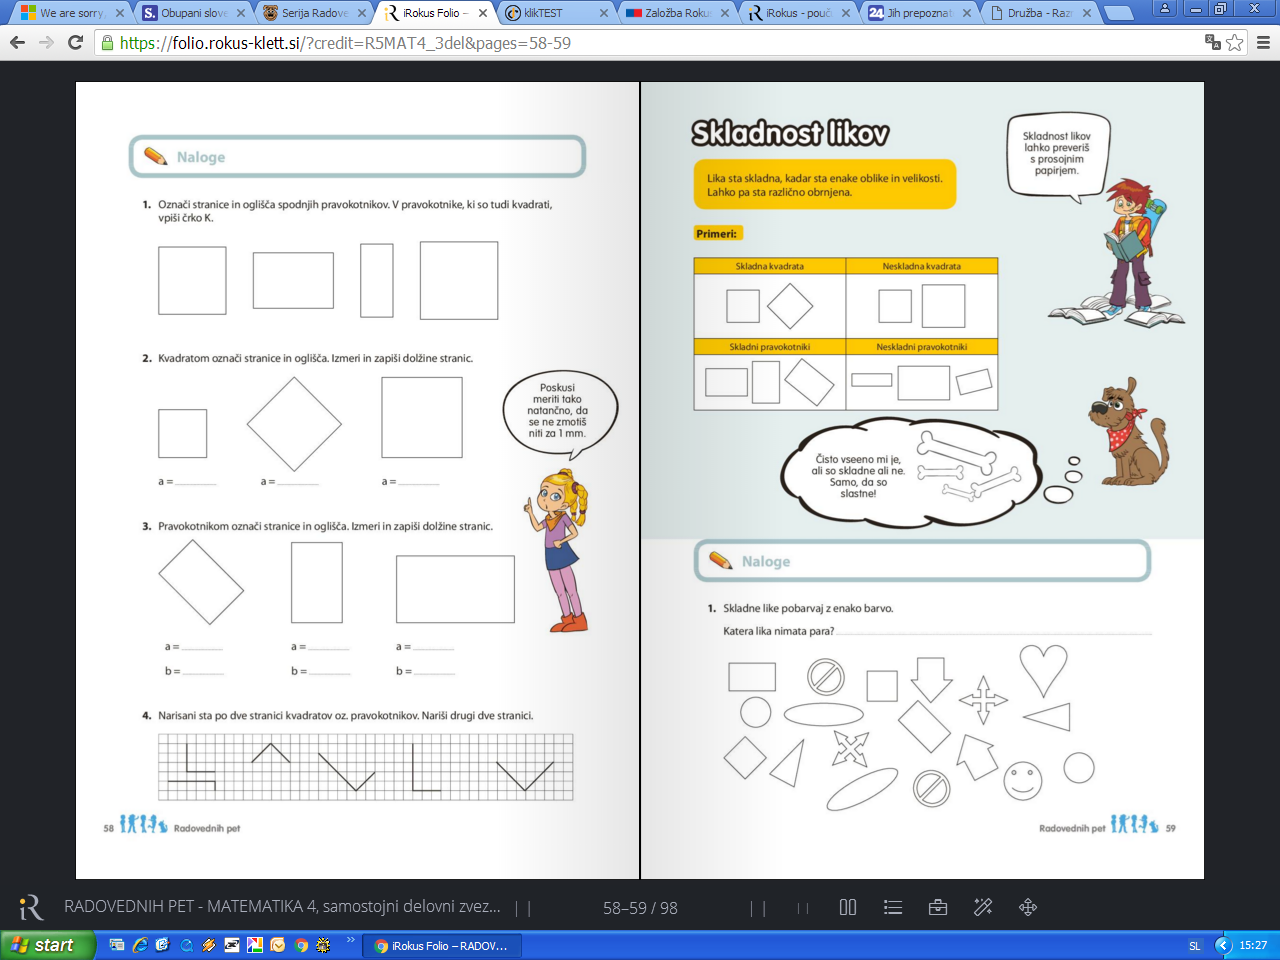 We are sorry,
Obupani slove
Serija Radove
iRokus Folio –
klikTEST
Založba Roku
iRokus - pouč
Jih prepoznat
Družba - Razn
https://folio.rokus-klett.si/?credit=R5MAT4_3del&pages=58-59
Naloge
1. Označi stranice in oglišča spodnjih pravokotnikov. V pravokotnike, ki so tudi kvadrati,
vpiši črko K.
2. Kvadratom označi stranice in oglišča. Izmeri in zapiši dolžine stranic.
Poskusi
meriti tako
natančno, da
se ne zmotiš
niti za 1 mm.
a = a = a =
3. Pravokotnikom označi stranice in oglišča. Izmeri in zapiši dolžine stranic.
a = a = a =
b = b = b =
4. Narisani sta po dve stranici kvadratov oz. pravokotnikov. Nariši drugi dve stranici.
58 Radovednih pet
Skladnost likov
Skladnost likov
lahko preveriš
s prosojnim
papirjem.
Lika sta skladna, kadar sta enake oblike in velikosti.
Lahko pa sta različno obrnjena.
Primeri:
Skladna kvadrata Neskladna kvadrata
Skladni pravokotniki Neskladni pravokotniki
Čisto vseeno mi je,
ali so skladne ali ne.
Samo, da so
slastne!
Naloge
1. Skladne like pobarvaj z enako barvo.
Katera lika nimata para?
Radovednih pet 59
iR RADOVEDNIH PET - MATEMATIKA 4, samostojni delovni zvez... 58–59 / 98
start iRokus Folio – RADOV... SL 15:27